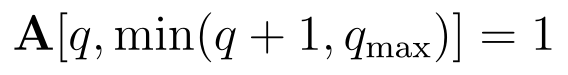 A[q, min(q + 1, q_max)] = 1